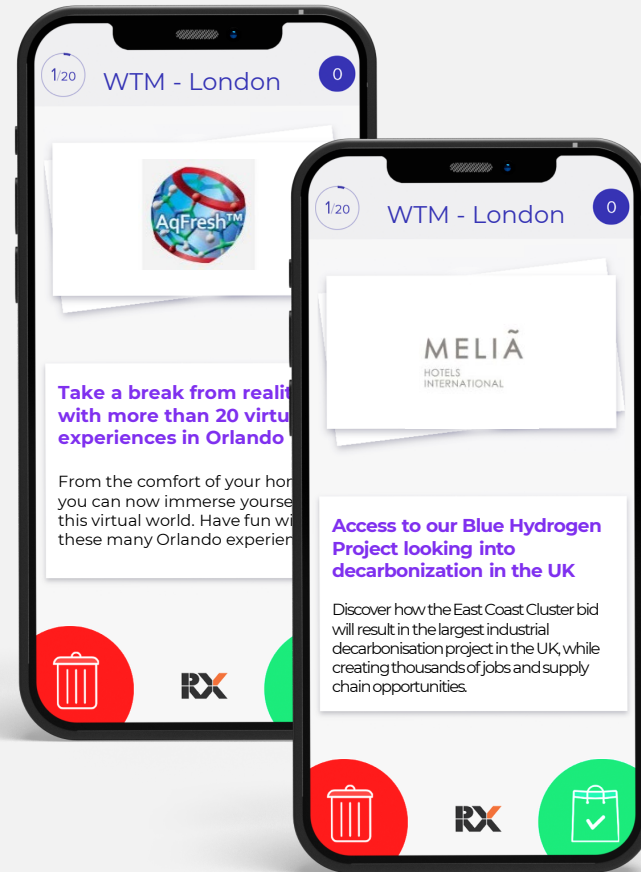 1/20
WTM - London
0
AqFresh™
Take a break from realit
with more than 20 virtu
experiences in Orlando
From the comfort of your hor
you can now immerse yourse
this virtual world. Have fun wi
these many Orlando experien
RX
1/20
WTM - London
0
MELIÃ
HOTELS
INTERNATIONAL
Access to our Blue Hydrogen
Project looking into
decarbonization in the UK
Discover how the East Coast Cluster bid
will result in the largest industrial
decarbonisation project in the UK, while
creating thousands of jobs and supply
chain opportunities.
RX